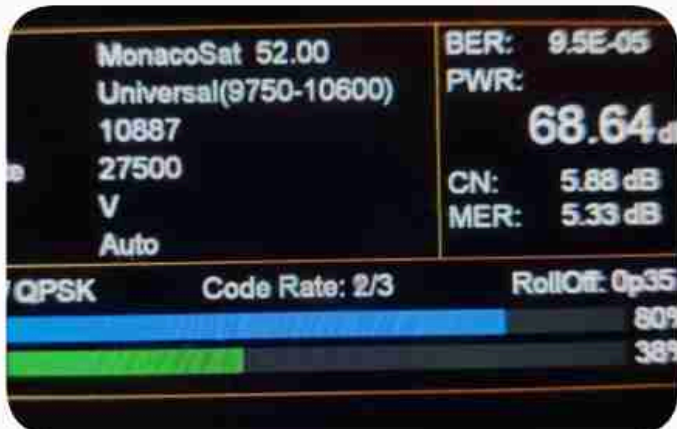 MonacoSat 52.00
Universal(9750-10600)
10887
27500
V
Auto
BER: 9.5E-05
PWR:
68.64
CN: 5.88 dB
MER: 5.33 dB
QPSK Code Rate: 2/3 RollOff: 0p35
80%
38%